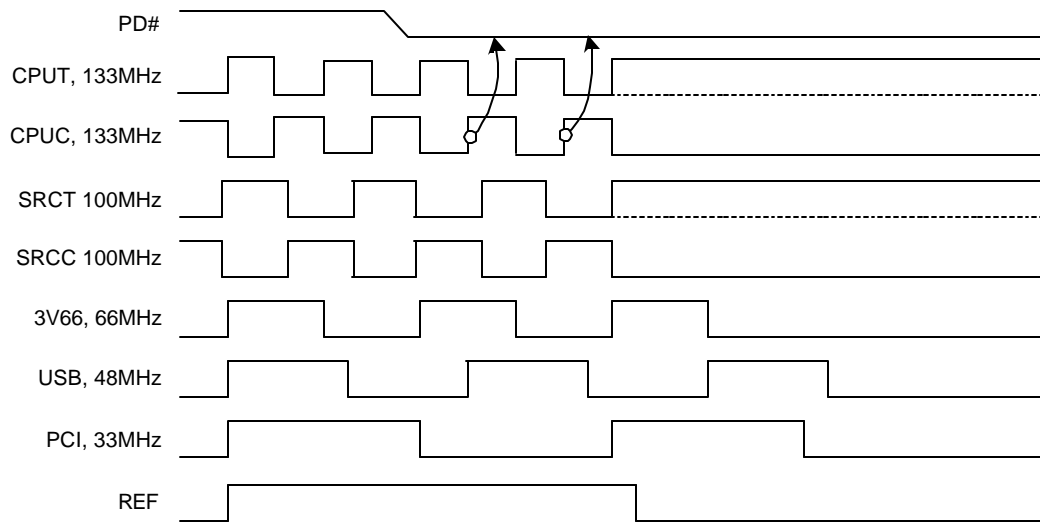 PD#
CPUT, 133MHz
CPUC, 133MHz
SRCT 100MHz
SRCC 100MHz
3V66, 66MHz
USB, 48MHz
PCI, 33MHz
REF